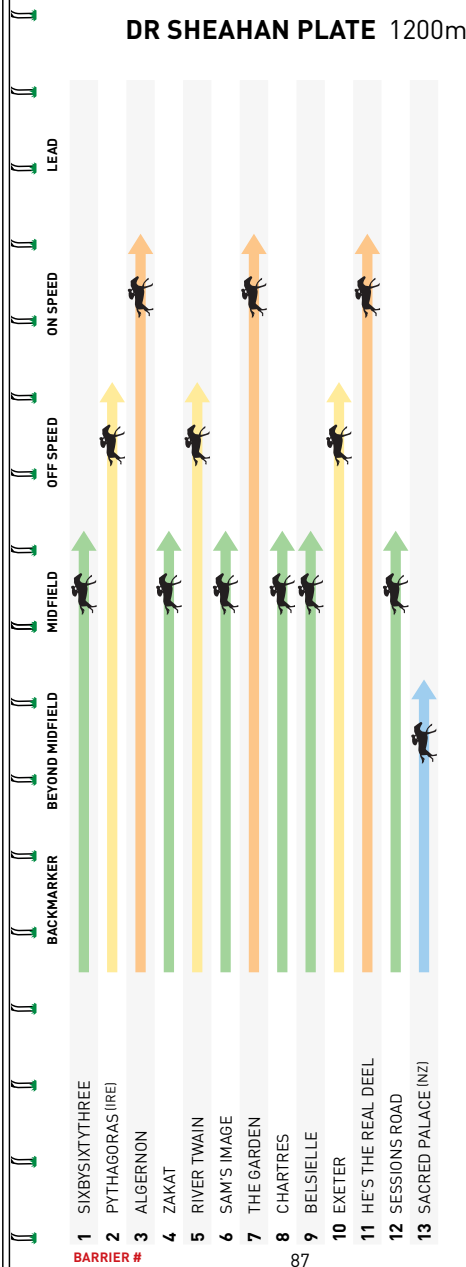 DR SHEAHAN PLATE 1200m
LEAD
ON SPEED
OFF SPEED
MIDFIELD
BEYOND MIDFIELD
BACKMARKER
1 SIXBYSIXTYTHREE
2 PYTHAGORAS (IRE)
3 ALGERNON
4 ZAKAT
5 RIVER TWAIN
6 SAM'S IMAGE
7 THE GARDEN
8 CHARTRES
9 BELSIELLE
10 EXETER
11 HE'S THE REAL DEEL
12 SESSIONS ROAD
13 SACRED PALACE (NZ)
BARRIER #
87